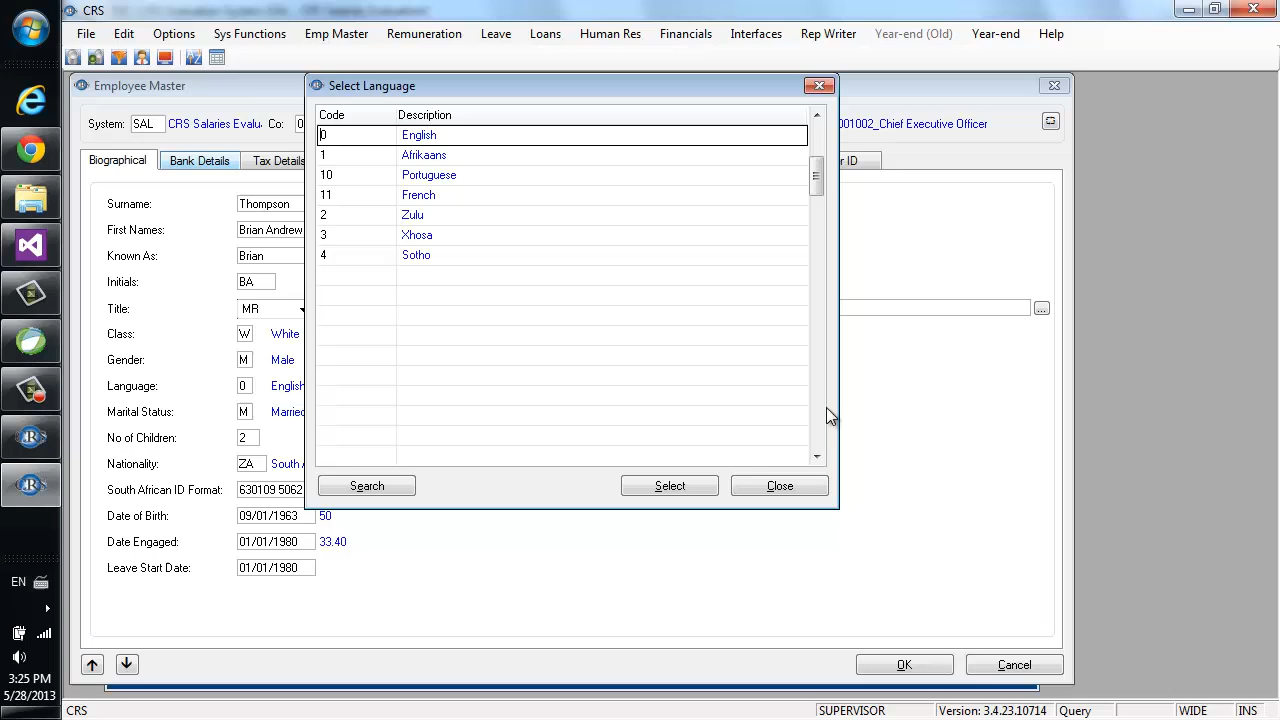 CRS
File Edit Options Sys Functions Emp Master Remuneration Leave Loans Human Res Financials Interfaces Rep Writer Year-end (Old) Year-end Help
Employee Master
Select Language
System: SAL CRS Salaries Evalu. Co: 0
001002_Chief Executive Officer
Biographical Bank Details Tax Details
r ID
Code Description
0 English
1 Afrikaans
10 Portuguese
11 French
2 Zulu
3 Xhosa
4 Sotho
Search Select Close
Surname: Thompson
First Names: Brian Andrew
Known As: Brian
Initials: BA
Title: MR
...
Class: W White
Gender: M Male
Language: 0 English
Marital Status: M Married
No of Children: 2
Nationality: ZA South A
South African ID Format: 630109 5062
Date of Birth: 09/01/1963 50
Date Engaged: 01/01/1980 33.40
Leave Start Date: 01/01/1980
OK Cancel
EN
3:25 PM
5/28/2013
CRS SUPERVISOR Version: 3.4.23.10714 Query WIDE INS